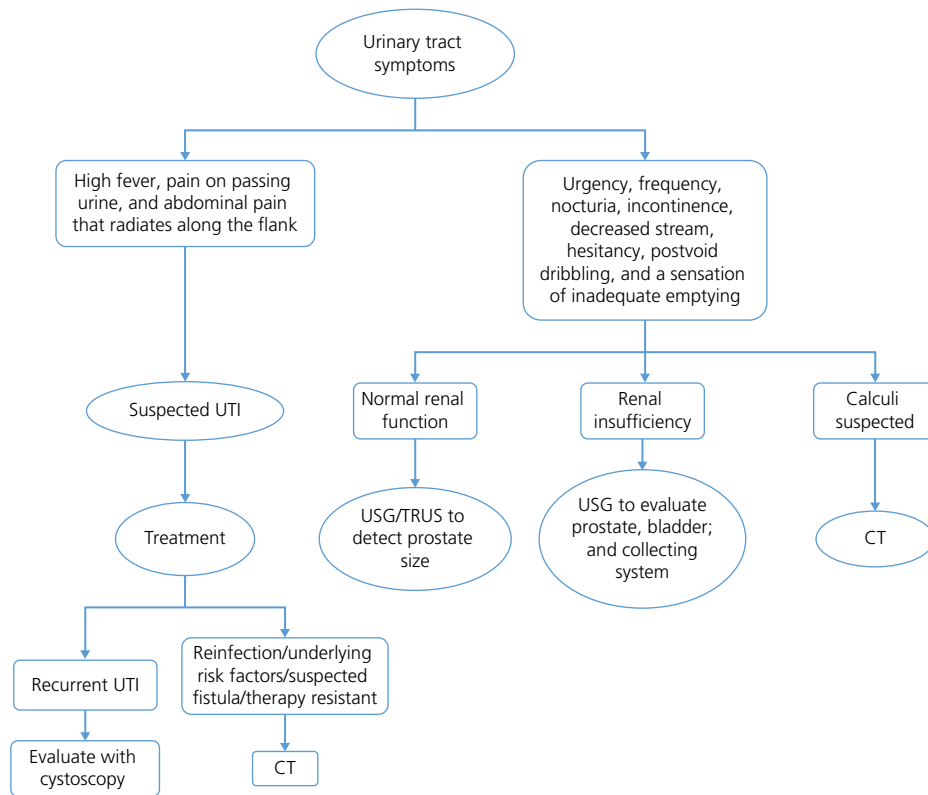 Urinary tract
symptoms
High fever, pain on passing
urine, and abdominal pain
that radiates along the flank
Urgency, frequency,
nocturia, incontinence,
decreased stream,
hesitancy, postvoid
dribbling, and a sensation
of inadequate emptying
Suspected UTI
Normal renal
function
Renal
insufficiency
Calculi
suspected
Treatment
USG/TRUS to
detect prostate
size
USG to evaluate
prostate, bladder;
and collecting
system
CT
Recurrent UTI
Reinfection/underlying
risk factors/suspected
fistula/therapy resistant
Evaluate with
cystoscopy
CT